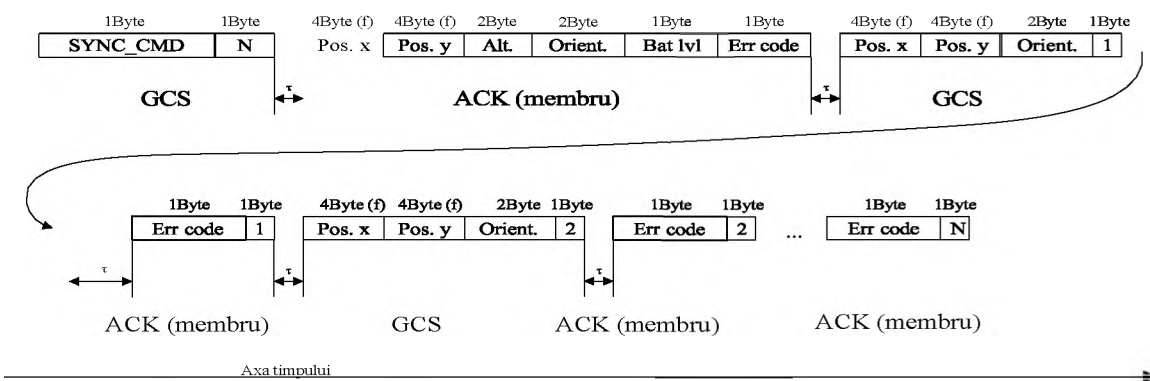 1Byte 1Byte 4Byte (f) 4Byte (f) 2Byte 2Byte 1Byte 1Byte 4Byte (f) 4Byte (f) 2Byte 1Byte
SYNC_CMD N Pos. x Pos. y Alt. Orient. Bat lvl Err code Pos. x Pos. y Orient. 1
τ τ
GCS ACK (membru) GCS
1Byte 1Byte 4Byte (f) 4Byte (f) 2Byte 1Byte 1Byte 1Byte 1Byte 1Byte
Err code 1 Pos. x Pos. y Orient. 2 Err code 2 ... Err code N
τ τ τ
ACK (membru) GCS ACK (membru) ACK (membru)
Axa timpului